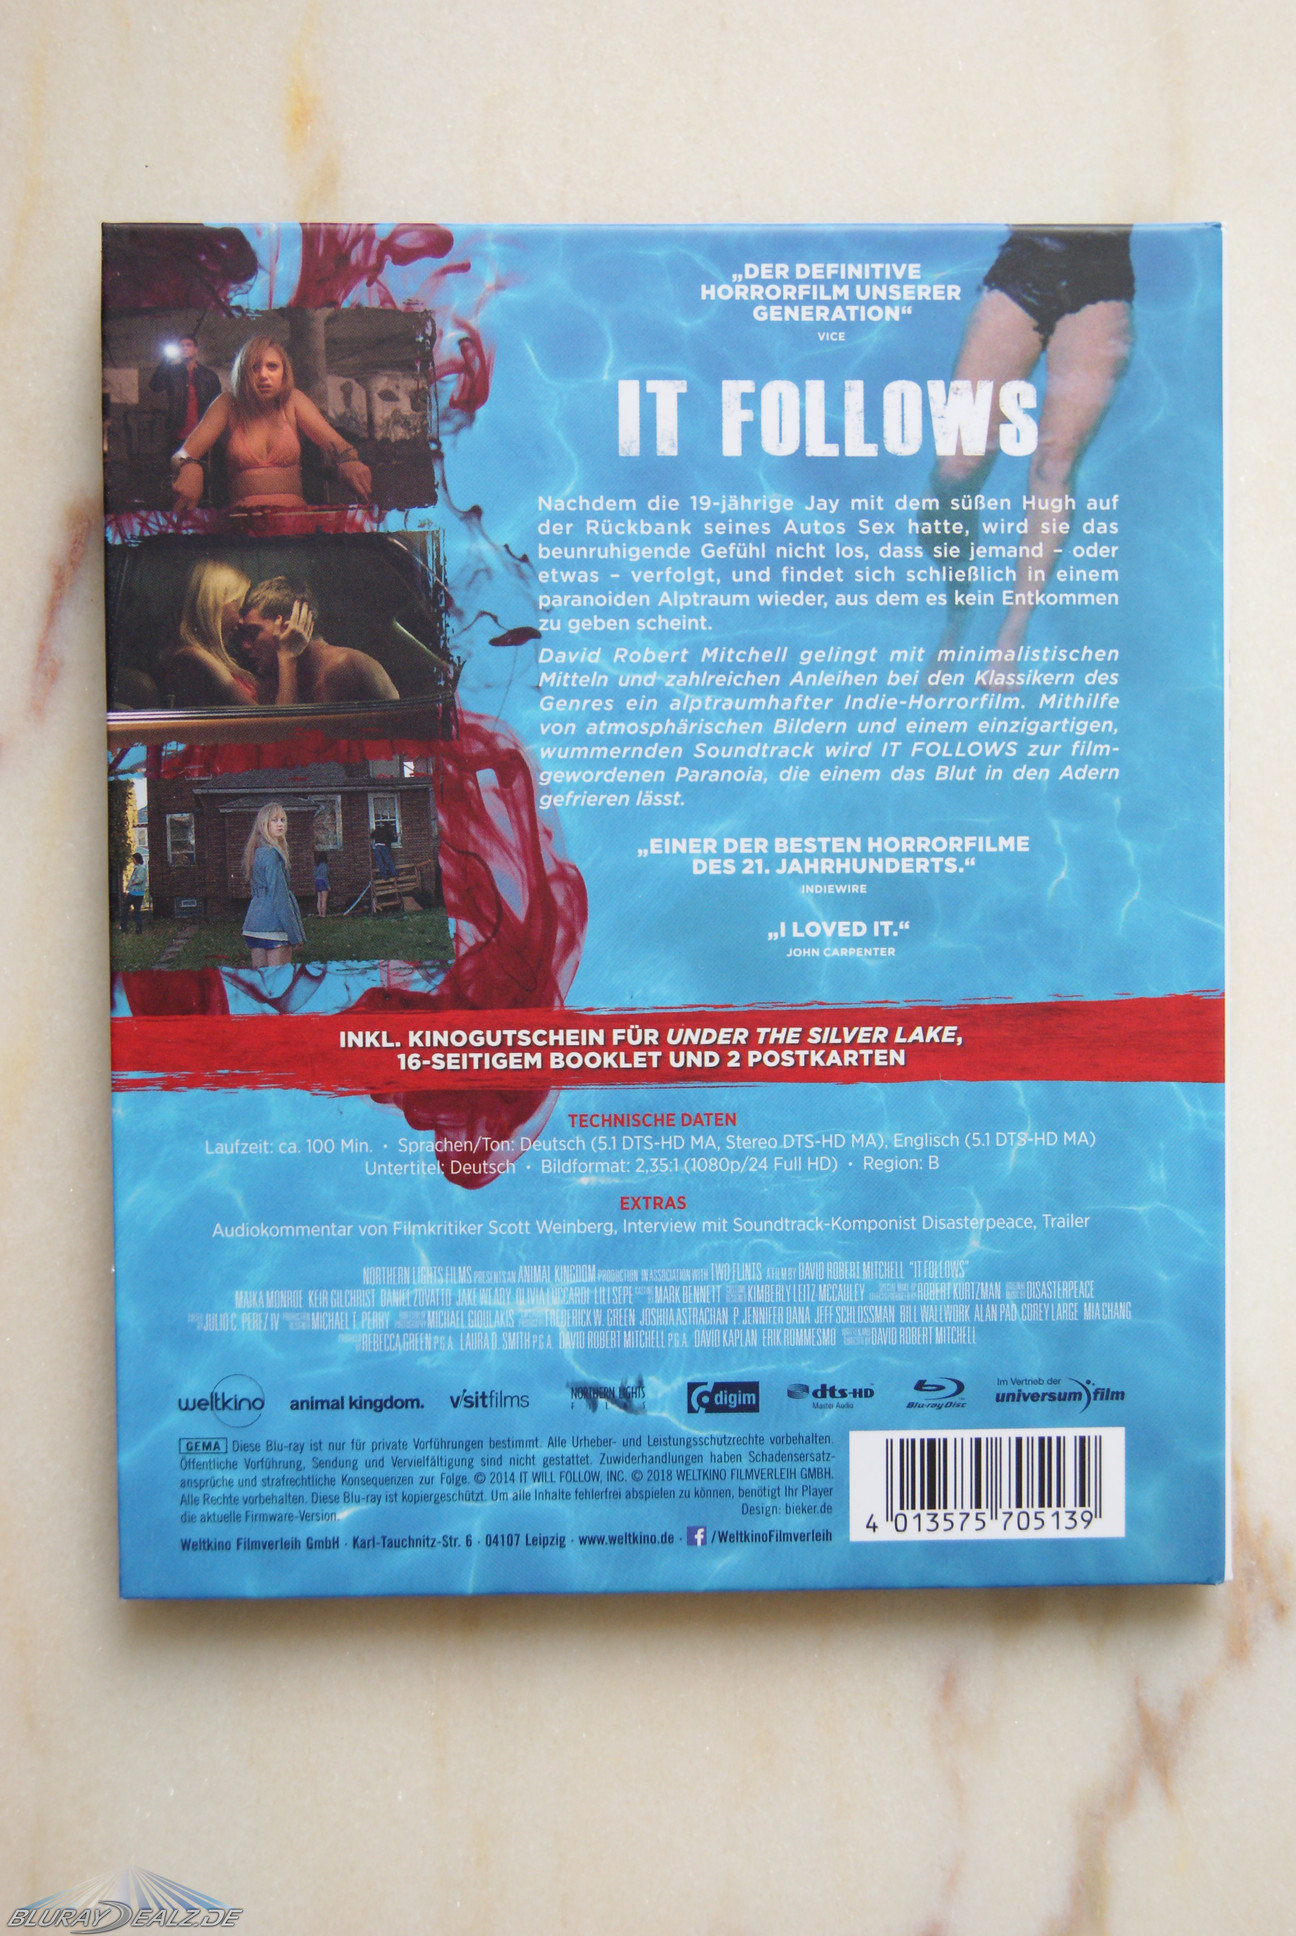 „DER DEFINITIVE
HORRORFILM UNSERER
GENERATION“
VICE
IT FOLLOWS
Nachdem die 19-jährige Jay mit dem süßen Hugh auf
der Rückbank seines Autos Sex hatte, wird sie das
beunruhigende Gefühl nicht los, dass sie jemand – oder
etwas – verfolgt, und findet sich schließlich in einem
paranoiden Alptraum wieder, aus dem es kein Entkommen
zu geben scheint.
David Robert Mitchell gelingt mit minimalistischen
Mitteln und zahlreichen Anleihen bei den Klassikern des
Genres ein alptraumhafter Indie-Horrorfilm. Mithilfe
von atmosphärischen Bildern und einem einzigartigen,
wummernden Soundtrack wird IT FOLLOWS zur film-
gewordenen Paranoia, die einem das Blut in den Adern
gefrieren lässt.
„EINER DER BESTEN HORRORFILME
DES 21. JAHRHUNDERTS.“
INDIEWIRE
„I LOVED IT.“
JOHN CARPENTER
INKL. KINOGUTSCHEIN FÜR UNDER THE SILVER LAKE,
16-SEITIGEM BOOKLET UND 2 POSTKARTEN
TECHNISCHE DATEN
Laufzeit: ca. 100 Min. • Sprachen/Ton: Deutsch (5.1 DTS-HD MA, Stereo DTS-HD MA), Englisch (5.1 DTS-HD MA)
Untertitel: Deutsch • Bildformat: 2,35:1 (1080p/24 Full HD) • Region: B
EXTRAS
Audiokommentar von Filmkritiker Scott Weinberg, Interview mit Soundtrack-Komponist Disasterpeace, Trailer
NORTHERN LIGHTS FILMS PRESENTS AN ANIMAL KINGDOM PRODUCTION IN ASSOCIATION WITH TWO FLINTS A FILM BY DAVID ROBERT MITCHELL "IT FOLLOWS"
MAIKA MONROE KEIR GILCHRIST DANIEL ZOVATTO JAKE WEARY OLIVIA LUCCARDI LILI SEPE MARK BENNETT KIMBERLY LEITZ MCCAULEY ROBERT KURTZMAN DISASTERPEACE
JULIO C. PEREZ IV MICHAEL T. PERRY MICHAEL GIOULAKIS FREDERICK W. GREEN JOSHUA ASTRACHAN P. JENNIFER DANA JEFF SCHLOSSMAN BILL WALLWORK ALAN PAO COREY LARGE MIA CHANG
REBECCA GREEN P.G.A. LAURA D. SMITH P.G.A. DAVID ROBERT MITCHELL P.G.A. DAVID KAPLAN ERIK ROMMESMO DAVID ROBERT MITCHELL
weltkino animal kingdom. visitfilms NORTHERN LIGHTS FILMS digim dts-HD Master Audio Blu-ray Disc Im Vertrieb der universum film
GEMA Diese Blu-ray ist nur für private Vorführungen bestimmt. Alle Urheber- und Leistungsschutzrechte vorbehalten.
Öffentliche Vorführung, Sendung und Vervielfältigung sind nicht gestattet. Zuwiderhandlungen haben Schadensersatz-
ansprüche und strafrechtliche Konsequenzen zur Folge. © 2014 IT WILL FOLLOW, INC. © 2018 WELTKINO FILMVERLEIH GMBH.
Alle Rechte vorbehalten. Diese Blu-ray ist kopiergeschützt. Um alle Inhalte fehlerfrei abspielen zu können, benötigt Ihr Player
die aktuelle Firmware-Version. Design: bieker.de
Weltkino Filmverleih GmbH · Karl-Tauchnitz-Str. 6 · 04107 Leipzig · www.weltkino.de · f /WeltkinoFilmverleih
4 013575 705139
BLURAYDEALZ.DE